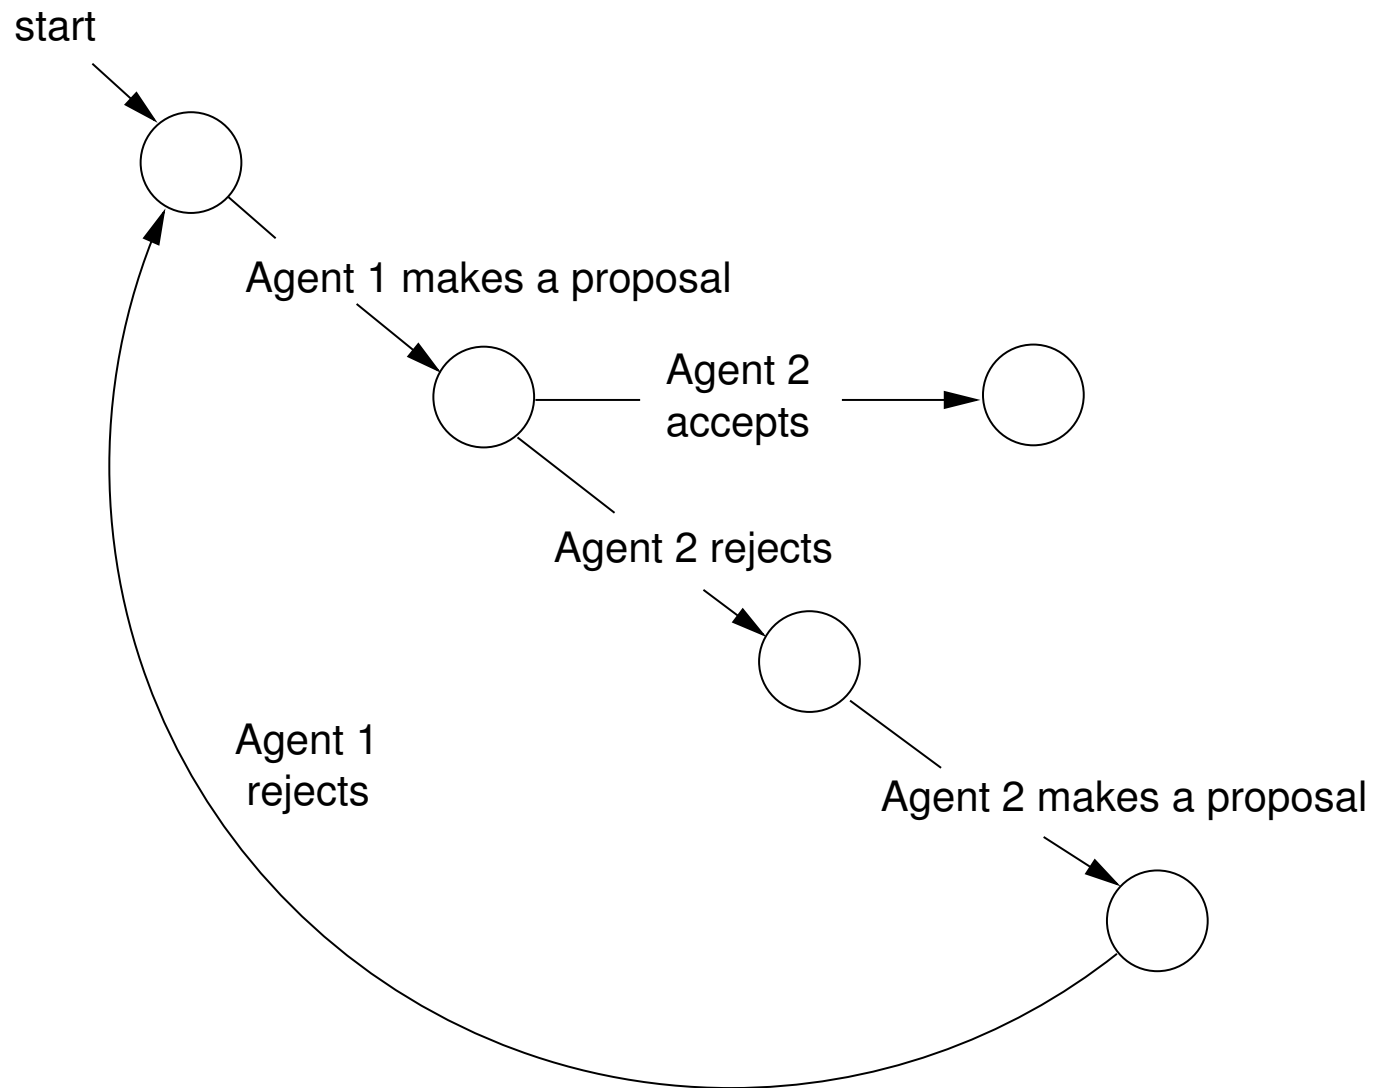 start
Agent 1 makes a proposal
Agent 2
accepts
Agent 2 rejects
Agent 1
rejects
Agent 2 makes a proposal